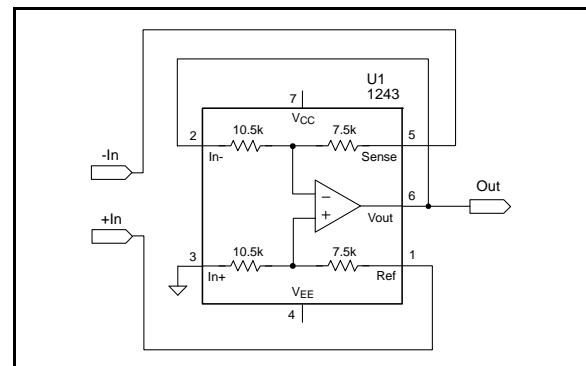 U1
1243
7
VCC
10.5k
7.5k
2
5
In-
Sense
-In
−
6
Out
+
Vout
+In
10.5k
7.5k
3
1
In+
Ref
VEE
4